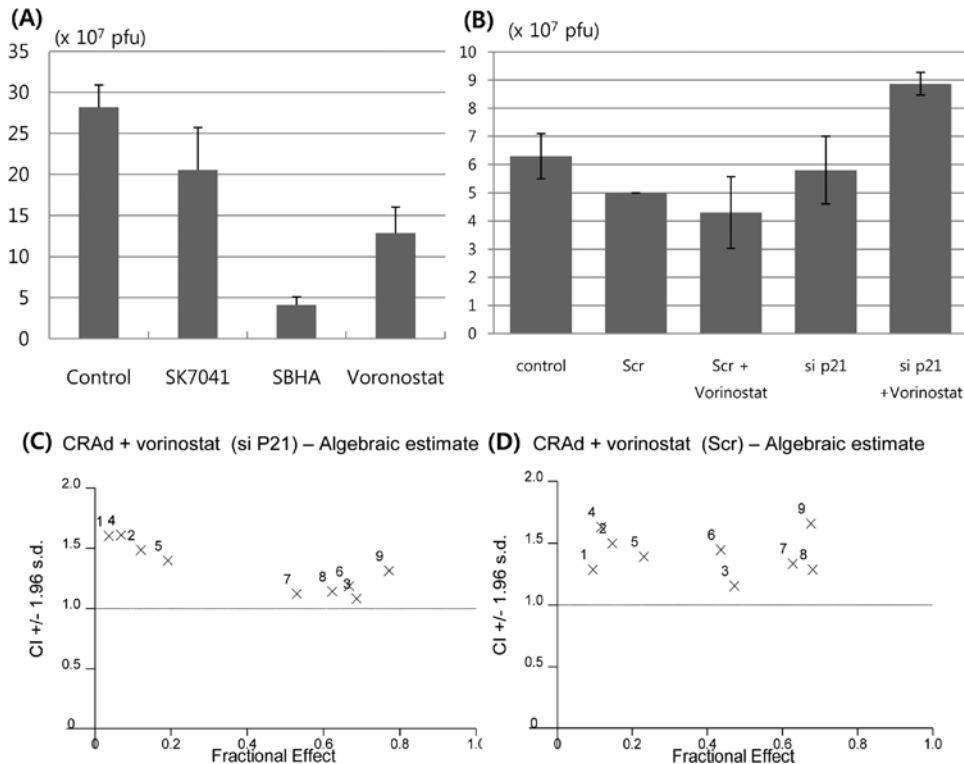 (A)
(x 10⁷ pfu)
35
30
25
20
15
10
5
0
Control SK7041 SBHA Voronostat
(B)
(x 10⁷ pfu)
10
9
8
7
6
5
4
3
2
1
0
control Scr Scr + si p21 si p21
Vorinostat +Vorinostat
(C) CRAd + vorinostat (si P21) – Algebraic estimate
CI +/- 1.96 s.d.
2.0
1.5
1.0
0.5
0
1 4 2 5 7 8 6 3 9
0 0.2 0.4 0.6 0.8 1.0
Fractional Effect
(D) CRAd + vorinostat (Scr) – Algebraic estimate
CI +/- 1.96 s.d.
2.0
1.5
1.0
0.5
0
1 4 2 5 6 3 7 8 9
0 0.2 0.4 0.6 0.8 1.0
Fractional Effect